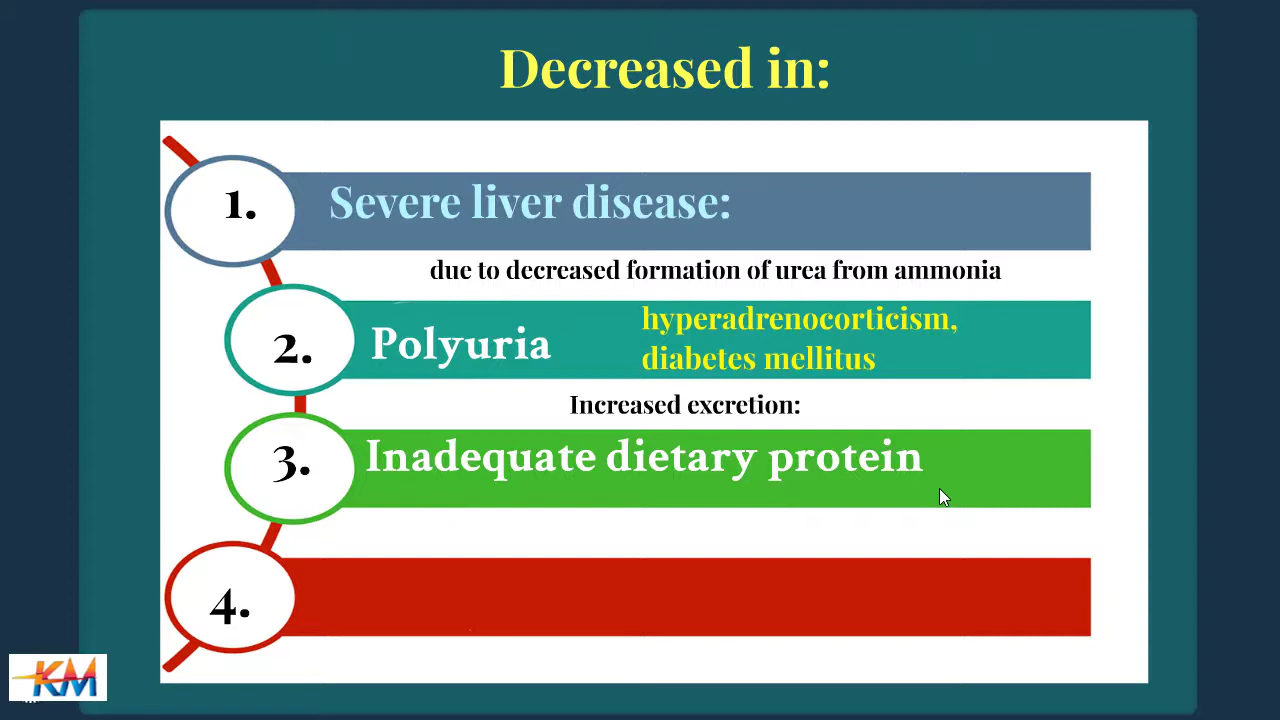 Decreased in:
1.
Severe liver disease:
due to decreased formation of urea from ammonia
2.
Polyuria
hyperadrenocorticism,
diabetes mellitus
Increased excretion:
3.
Inadequate dietary protein
4.
KM